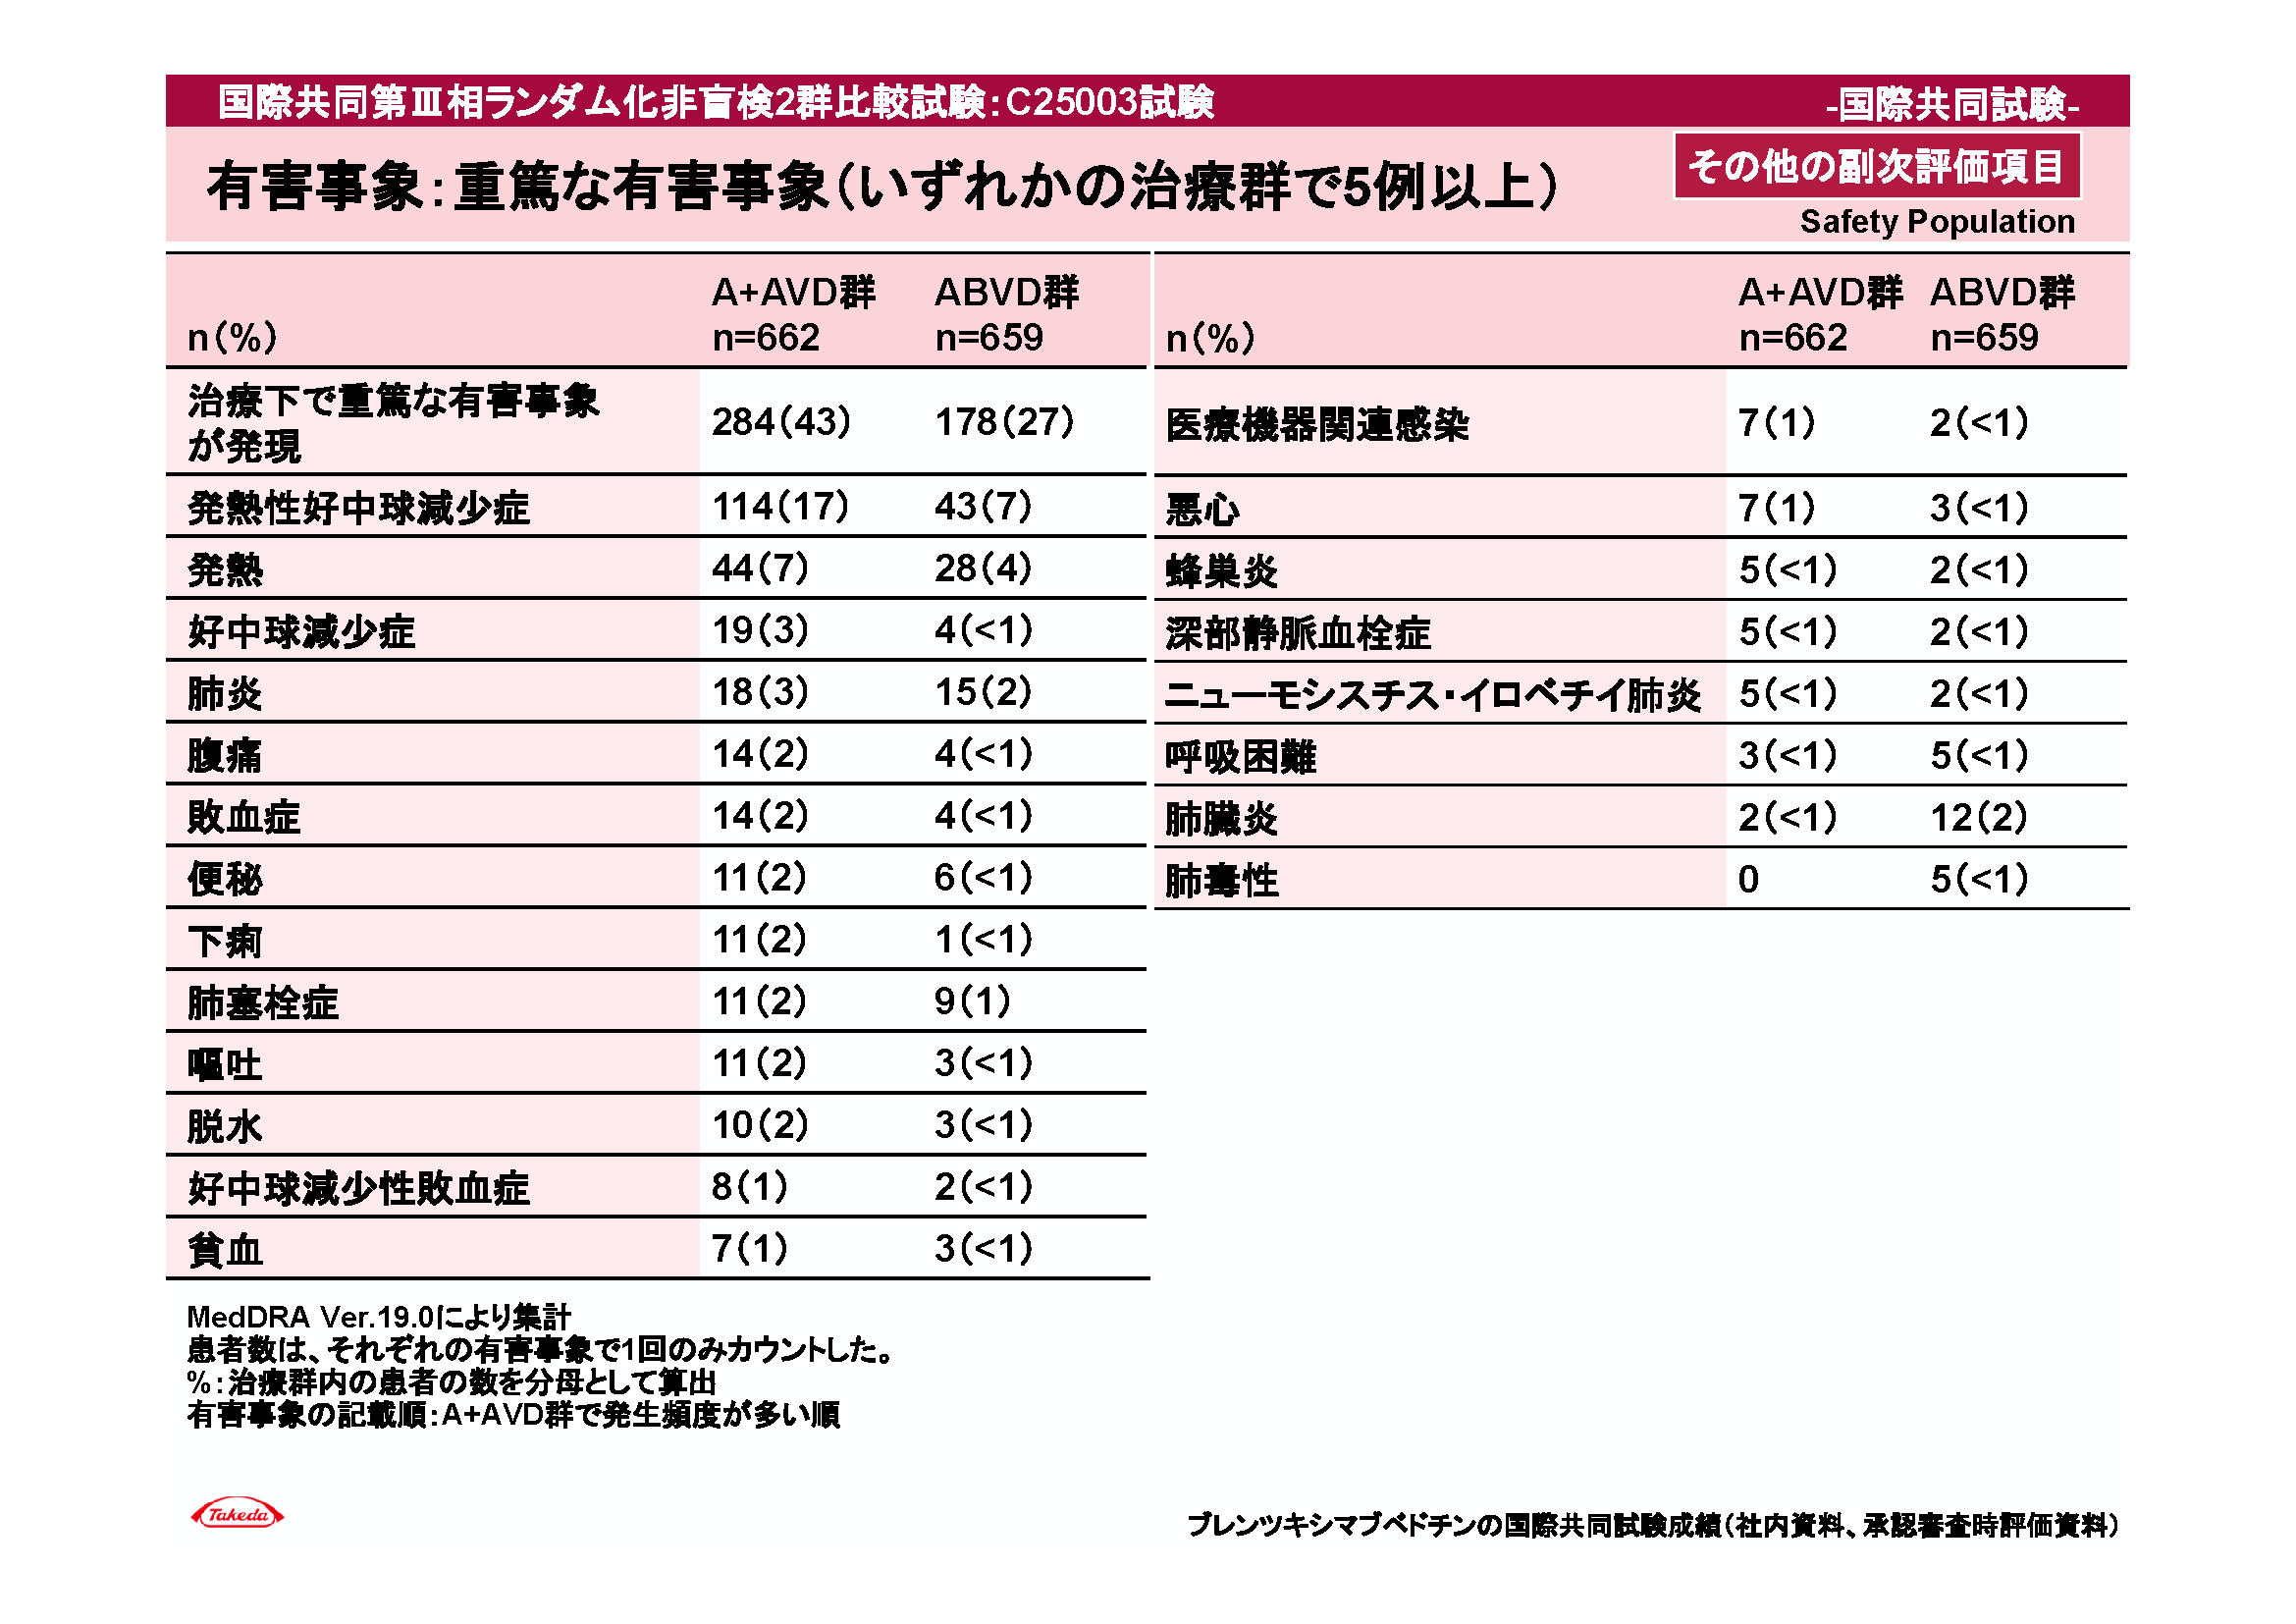 国際共同第Ⅲ相ランダム化非盲検2群比較試験：C25003試験
-国際共同試験-
有害事象：重篤な有害事象（いずれかの治療群で5例以上）
その他の副次評価項目
Safety Population
n（%） A+AVD群 n=662 ABVD群 n=659
治療下で重篤な有害事象が発現 284（43） 178（27）
発熱性好中球減少症 114（17） 43（7）
発熱 44（7） 28（4）
好中球減少症 19（3） 4（<1）
肺炎 18（3） 15（2）
腹痛 14（2） 4（<1）
敗血症 14（2） 4（<1）
便秘 11（2） 6（<1）
下痢 11（2） 1（<1）
肺塞栓症 11（2） 9（1）
嘔吐 11（2） 3（<1）
脱水 10（2） 3（<1）
好中球減少性敗血症 8（1） 2（<1）
貧血 7（1） 3（<1）
n（%） A+AVD群 n=662 ABVD群 n=659
医療機器関連感染 7（1） 2（<1）
悪心 7（1） 3（<1）
蜂巣炎 5（<1） 2（<1）
深部静脈血栓症 5（<1） 2（<1）
ニューモシスチス・イロベチイ肺炎 5（<1） 2（<1）
呼吸困難 3（<1） 5（<1）
肺臓炎 2（<1） 12（2）
肺毒性 0 5（<1）
MedDRA Ver.19.0により集計
患者数は、それぞれの有害事象で1回のみカウントした。
%：治療群内の患者の数を分母として算出
有害事象の記載順：A+AVD群で発生頻度が多い順
Takeda
ブレンツキシマブベドチンの国際共同試験成績（社内資料、承認審査時評価資料）